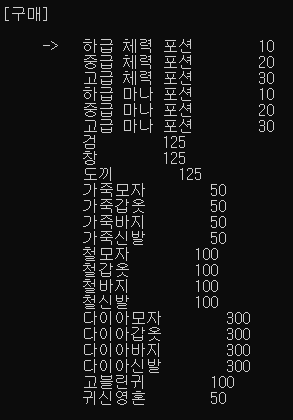 [구매]
-> 하급 체력 포션 10
중급 체력 포션 20
고급 체력 포션 30
하급 마나 포션 10
중급 마나 포션 20
고급 마나 포션 30
검 125
창 125
도끼 125
가죽모자 50
가죽갑옷 50
가죽바지 50
가죽신발 50
철모자 100
철갑옷 100
철바지 100
철신발 100
다이아모자 300
다이아갑옷 300
다이아바지 300
다이아신발 300
고블린귀 100
귀신영혼 50